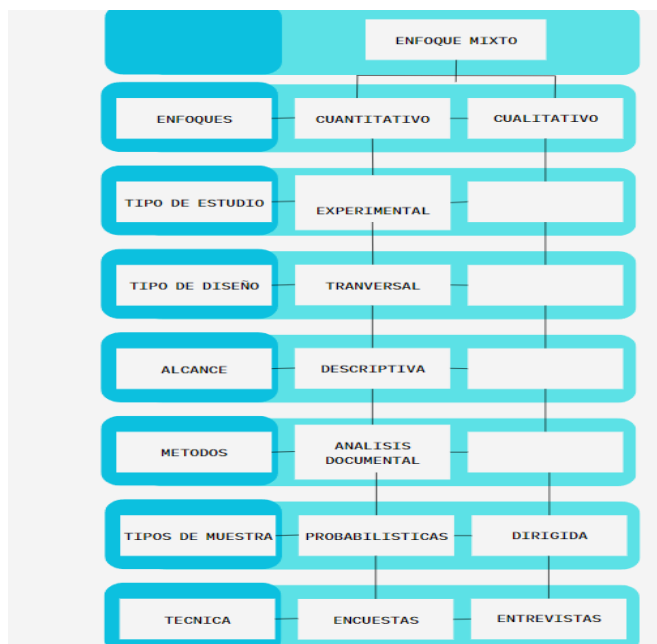 ENFOQUE MIXTO
ENFOQUES
CUANTITATIVO
CUALITATIVO
TIPO DE ESTUDIO
EXPERIMENTAL
TIPO DE DISEÑO
TRANVERSAL
ALCANCE
DESCRIPTIVA
METODOS
ANALISIS
DOCUMENTAL
TIPOS DE MUESTRA
PROBABILISTICAS
DIRIGIDA
TECNICA
ENCUESTAS
ENTREVISTAS